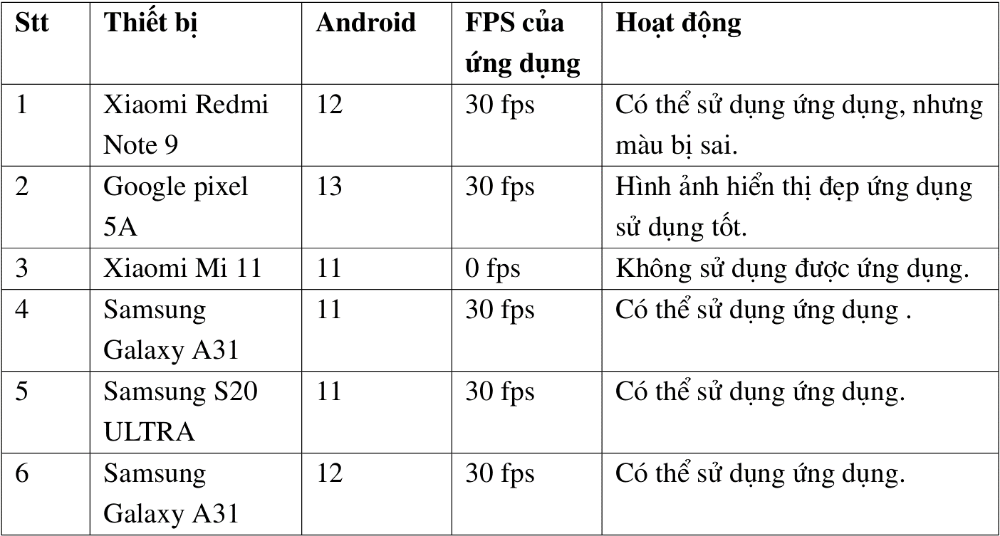 Stt Thiết bị Android FPS của Hoạt động
ứng dụng
1 Xiaomi Redmi 12 30 fps Có thể sử dụng ứng dụng, nhưng
Note 9 màu bị sai.
2 Google pixel 13 30 fps Hình ảnh hiển thị đẹp ứng dụng
5A sử dụng tốt.
3 Xiaomi Mi 11 11 0 fps Không sử dụng được ứng dụng.
4 Samsung 11 30 fps Có thể sử dụng ứng dụng .
Galaxy A31
5 Samsung S20 11 30 fps Có thể sử dụng ứng dụng.
ULTRA
6 Samsung 12 30 fps Có thể sử dụng ứng dụng.
Galaxy A31